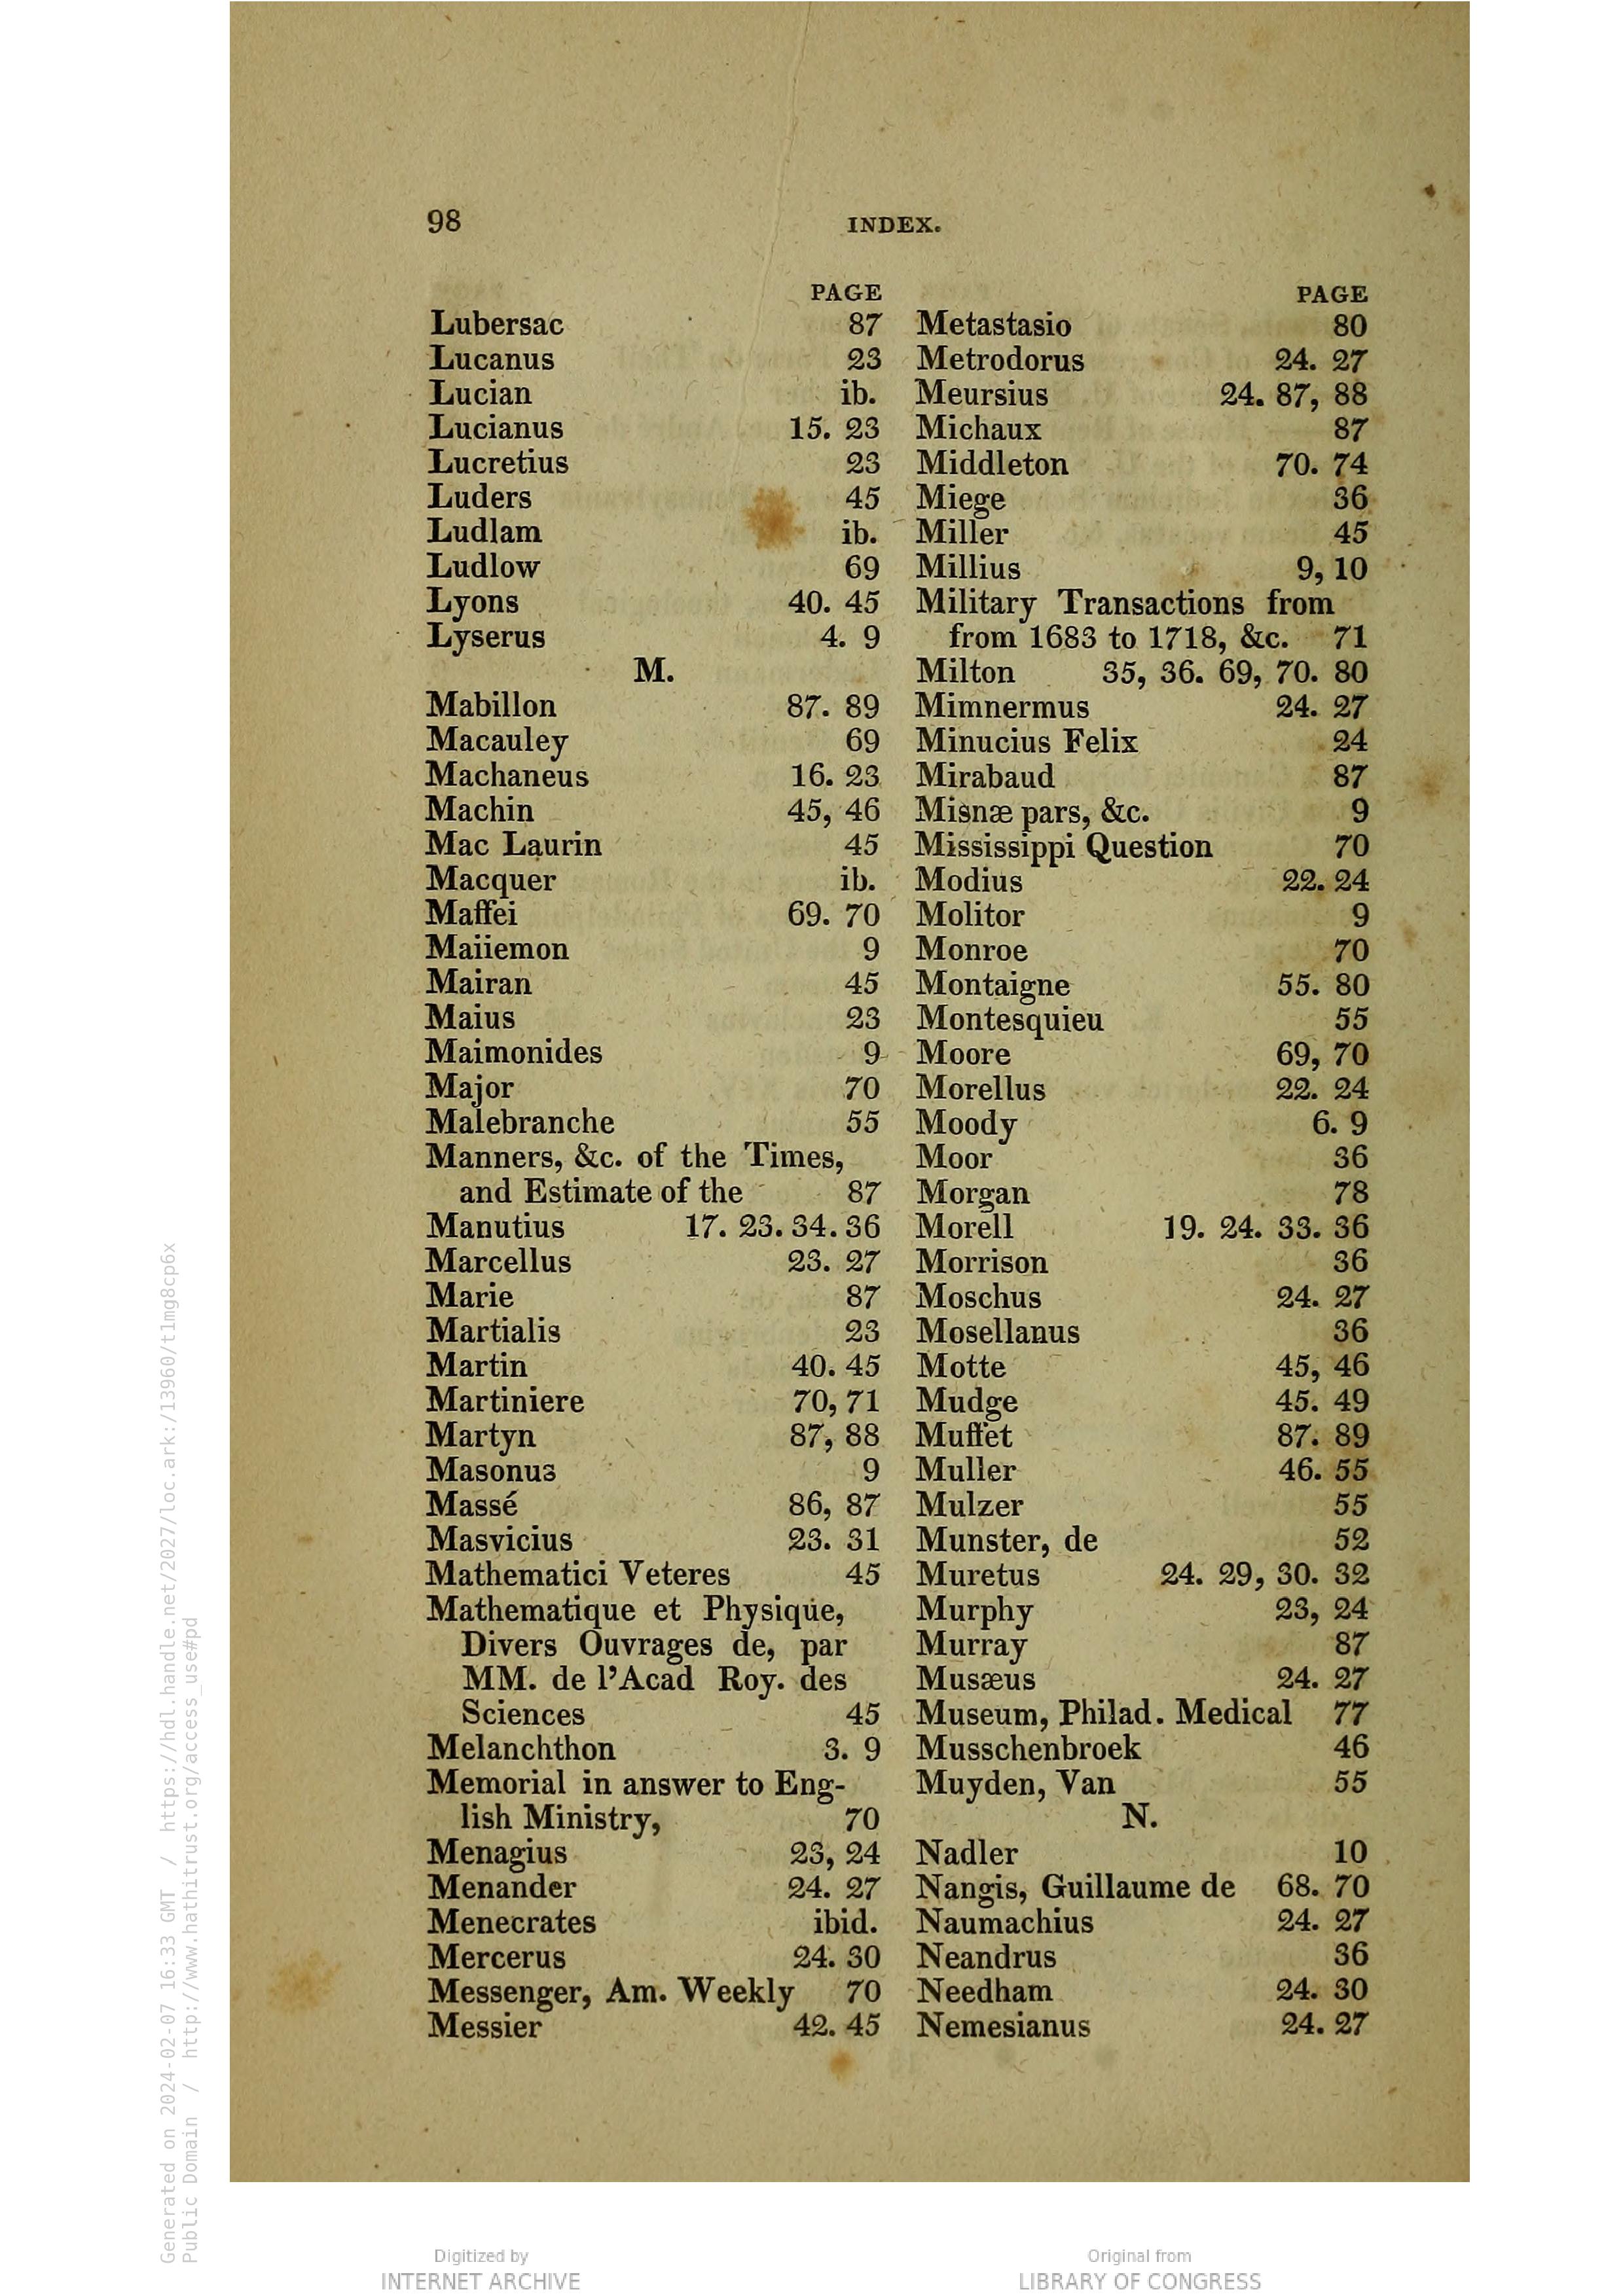 98
INDEX.
PAGE
Lubersac 87
Lucanus 23
Lucian ib.
Lucianus 15. 23
Lucretius 23
Luders 45
Ludlam ib.
Ludlow 69
Lyons 40. 45
Lyserus 4. 9
M.
Mabillon 87. 89
Macauley 69
Machaneus 16. 23
Machin 45, 46
Mac Laurin 45
Macquer ib.
Maffei 69. 70
Maiiemon 9
Mairan 45
Maius 23
Maimonides 9
Major 70
Malebranche 55
Manners, &c. of the Times,
and Estimate of the 87
Manutius 17. 23. 34. 36
Marcellus 23. 27
Marie 87
Martialis 23
Martin 40. 45
Martiniere 70, 71
Martyn 87, 88
Masonus 9
Massé 86, 87
Masvicius 23. 31
Mathematici Veteres 45
Mathematique et Physique,
Divers Ouvrages de, par
MM. de l'Acad Roy. des
Sciences 45
Melanchthon 3. 9
Memorial in answer to Eng-
lish Ministry, 70
Menagius 23, 24
Menander 24. 27
Menecrates ibid.
Mercerus 24. 30
Messenger, Am. Weekly 70
Messier 42. 45
PAGE
Metastasio 80
Metrodorus 24. 27
Meursius 24. 87, 88
Michaux 87
Middleton 70. 74
Miege 36
Miller 45
Millius 9, 10
Military Transactions from
from 1683 to 1718, &c. 71
Milton 35, 36. 69, 70. 80
Mimnermus 24. 27
Minucius Felix 24
Mirabaud 87
Misnæ pars, &c. 9
Mississippi Question 70
Modius 22. 24
Molitor 9
Monroe 70
Montaigne 55. 80
Montesquieu 55
Moore 69, 70
Morellus 22. 24
Moody 6. 9
Moor 36
Morgan 78
Morell 19. 24. 33. 36
Morrison 36
Moschus 24. 27
Mosellanus 36
Motte 45, 46
Mudge 45. 49
Muffet 87. 89
Muller 46. 55
Mulzer 55
Munster, de 52
Muretus 24. 29, 30. 32
Murphy 23, 24
Murray 87
Musæus 24. 27
Museum, Philad. Medical 77
Musschenbroek 46
Muyden, Van 55
N.
Nadler 10
Nangis, Guillaume de 68. 70
Naumachius 24. 27
Neandrus 36
Needham 24. 30
Nemesianus 24. 27
Generated on 2024-02-07 16:33 GMT / https://hdl.handle.net/2027/loc.ark:/13960/t1mg8cp6x
Public Domain / http://www.hathitrust.org/access_use#pd
Digitized by
INTERNET ARCHIVE
Original from
LIBRARY OF CONGRESS